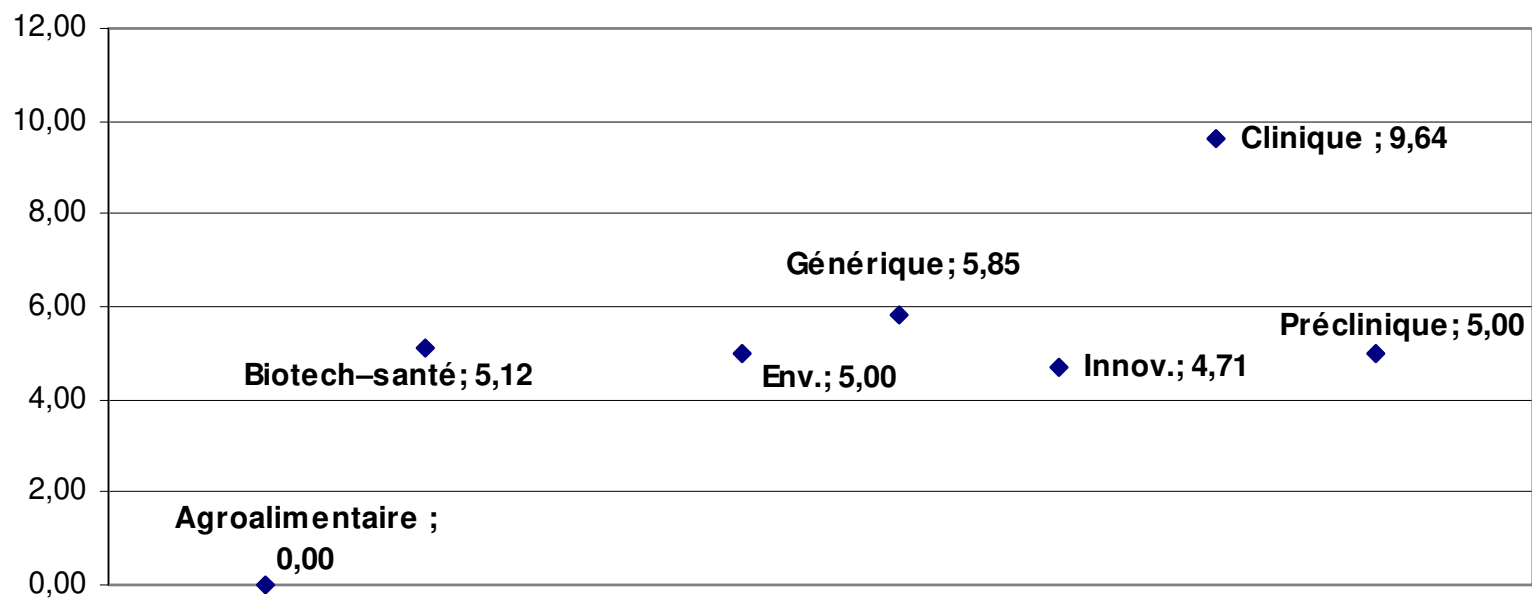 12,00
10,00
Clinique ; 9,64
8,00
Générique; 5,85
6,00
Préclinique; 5,00
Biotech–santé; 5,12
Env.; 5,00
Innov.; 4,71
4,00
2,00
Agroalimentaire ;
0,00
0,00